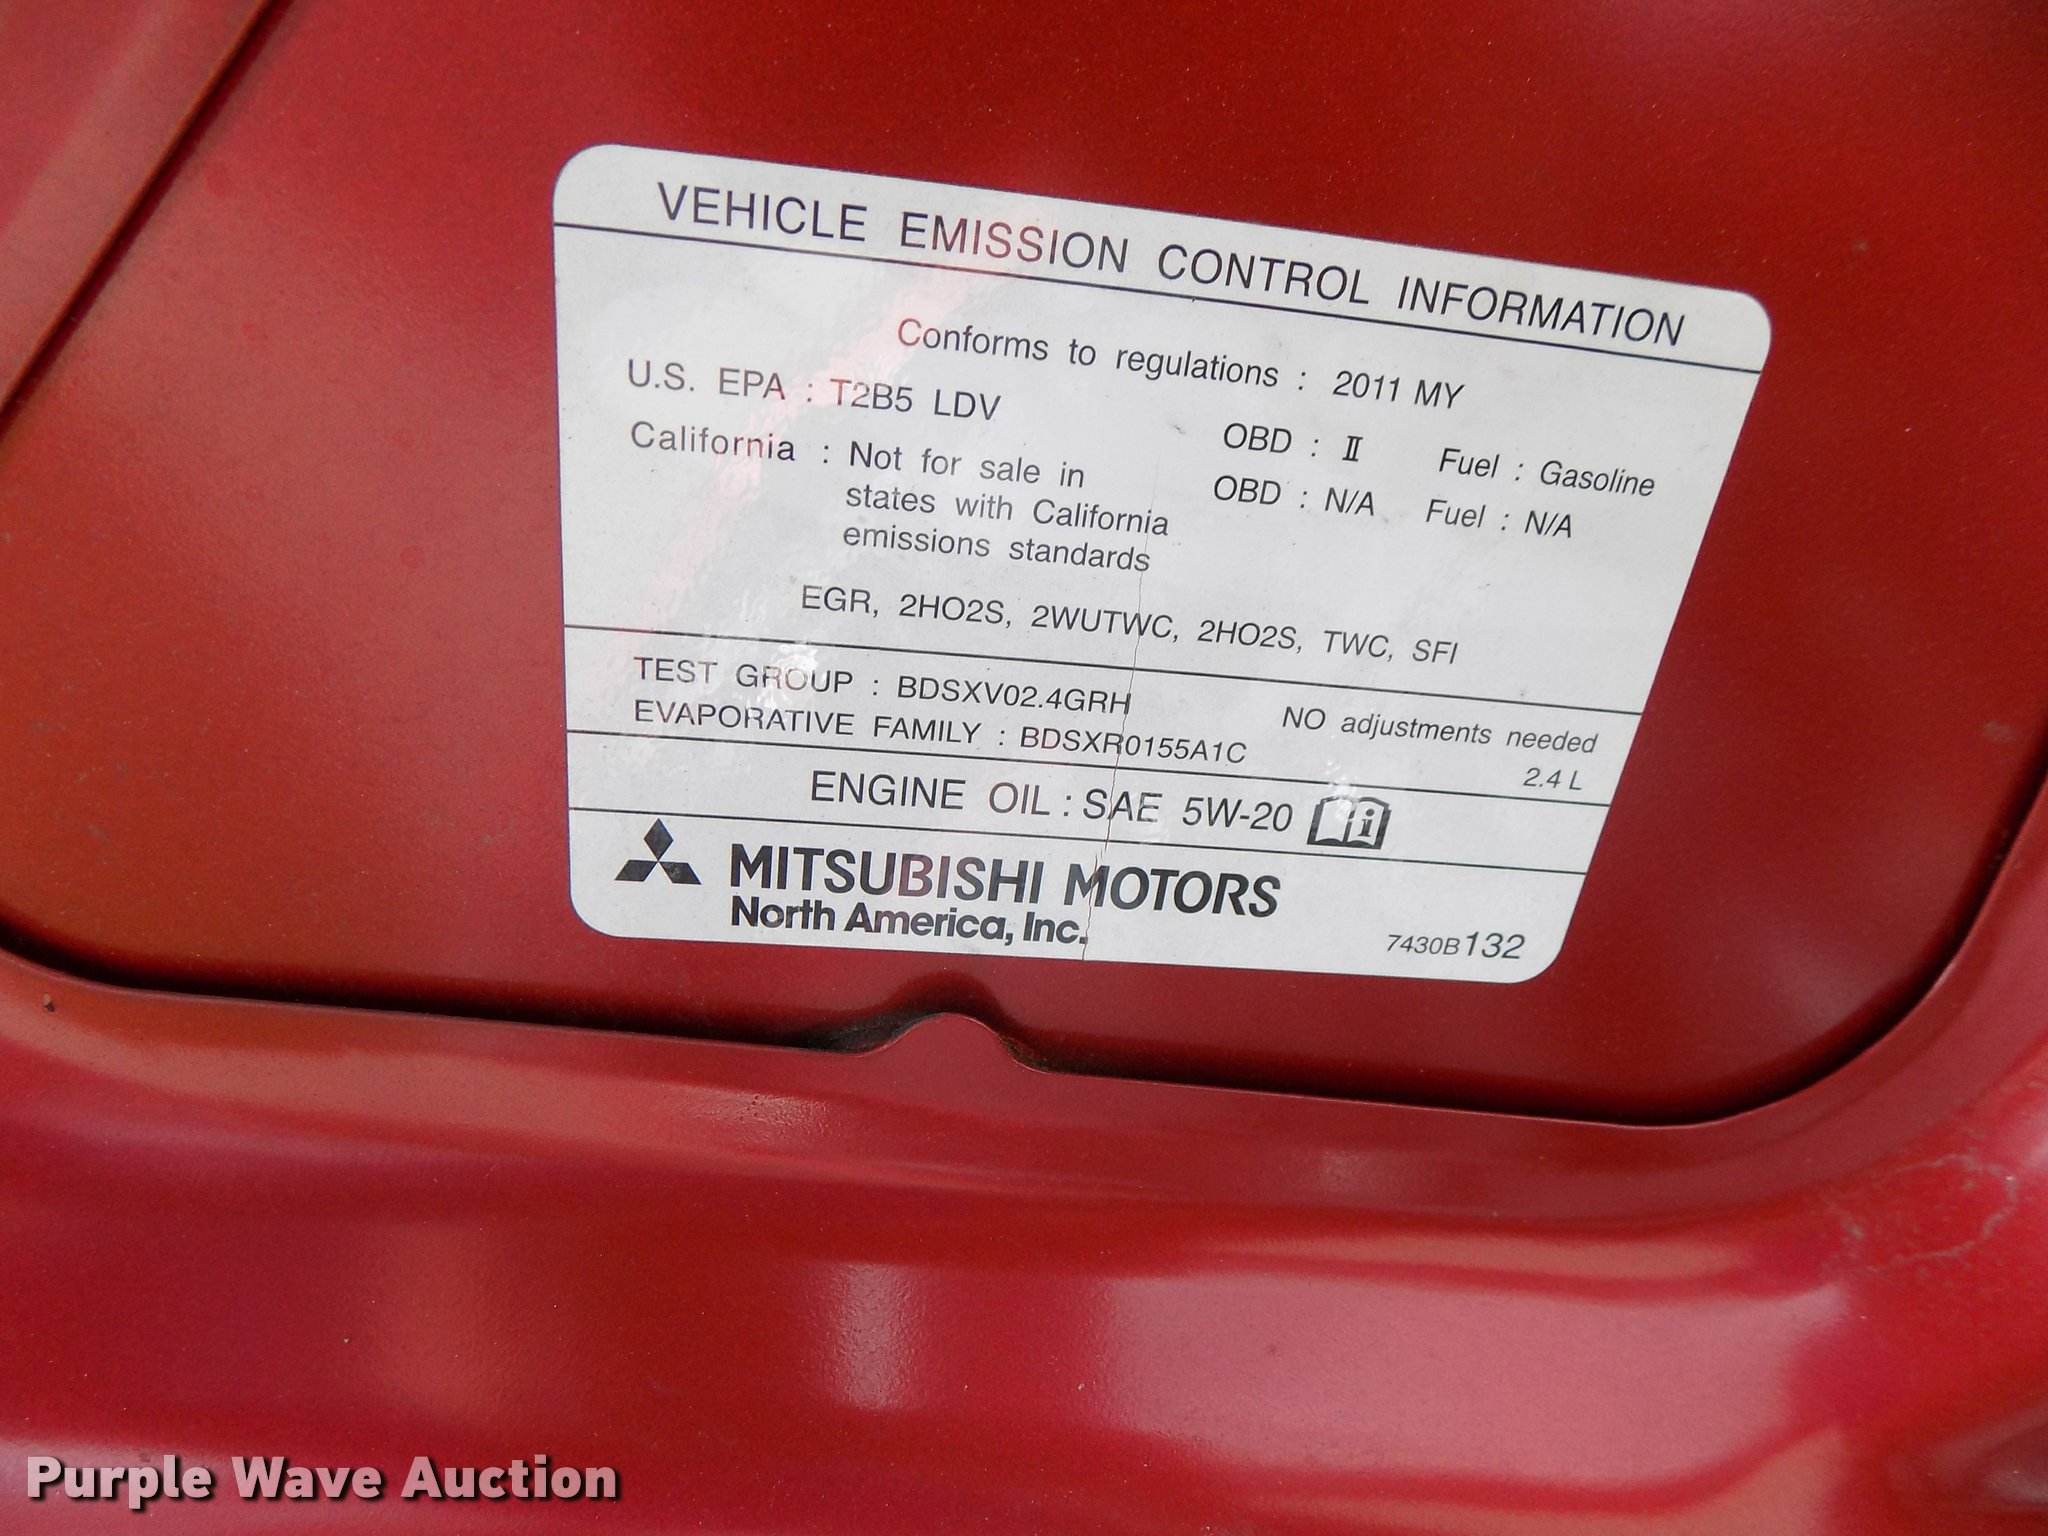 VEHICLE EMISSION CONTROL INFORMATION
Conforms to regulations : 2011 MY
U.S. EPA : T2B5 LDV OBD : II Fuel : Gasoline
California : Not for sale in OBD : N/A Fuel : N/A
states with California
emissions standards
EGR, 2HO2S, 2WUTWC, 2HO2S, TWC, SFI
TEST GROUP : BDSXV02.4GRH NO adjustments needed
EVAPORATIVE FAMILY : BDSXR0155A1C 2.4 L
ENGINE OIL : SAE 5W-20
MITSUBISHI MOTORS
North America, Inc.
7430B132
Purple Wave Auction